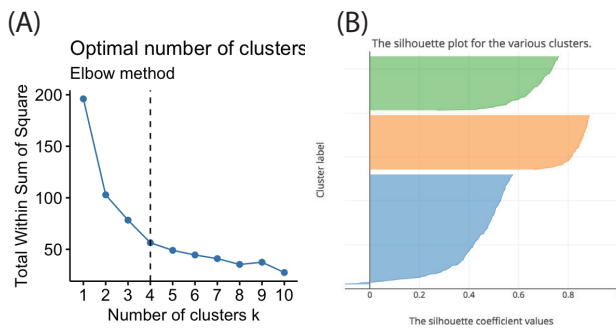 (A)
Optimal number of clusters
Elbow method
Total Within Sum of Square
200
150
100
50
1 2 3 4 5 6 7 8 9 10
Number of clusters k
(B)
The silhouette plot for the various clusters.
Cluster label
0 0.2 0.4 0.6 0.8
The silhouette coefficient values